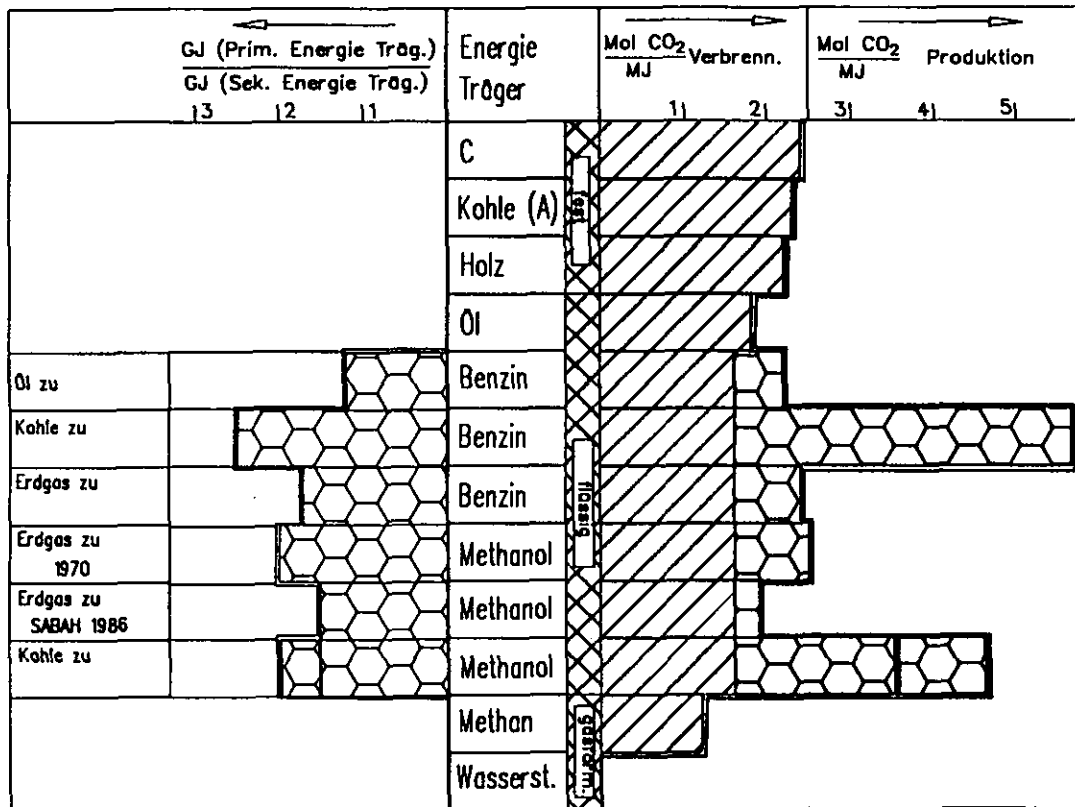 GJ (Prim. Energie Träg.)
GJ (Sek. Energie Träg.)
3 2 1
Energie
Träger
Mol CO2
MJ
Verbrenn.
1 2
Mol CO2
MJ
Produktion
3 4 5
C
Kohle (A)
Holz
Öl
fest
Öl zu
Benzin
Kohle zu
Benzin
Erdgas zu
Benzin
flüssig
Erdgas zu
1970
Methanol
Erdgas zu
SABAH 1986
Methanol
Kohle zu
Methanol
Methan
Wasserst.
gasförm.